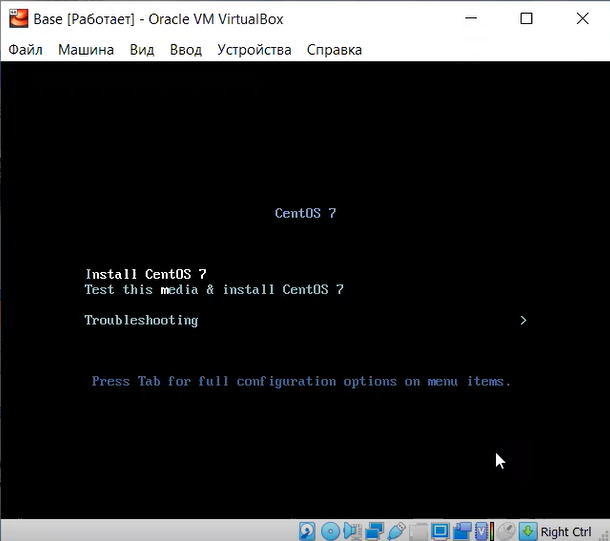 Base [Работает] - Oracle VM VirtualBox
Файл Машина Вид Ввод Устройства Справка
CentOS 7
Install CentOS 7
Test this media & install CentOS 7
Troubleshooting >
Press Tab for full configuration options on menu items.
Right Ctrl